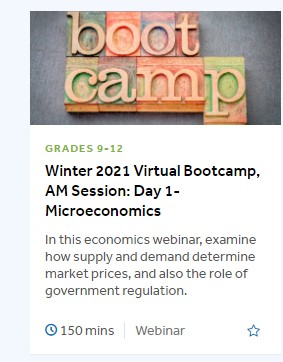 boot
camp
GRADES 9-12
Winter 2021 Virtual Bootcamp,
AM Session: Day 1-
Microeconomics
In this economics webinar, examine
how supply and demand determine
market prices, and also the role of
government regulation.
150 mins
Webinar